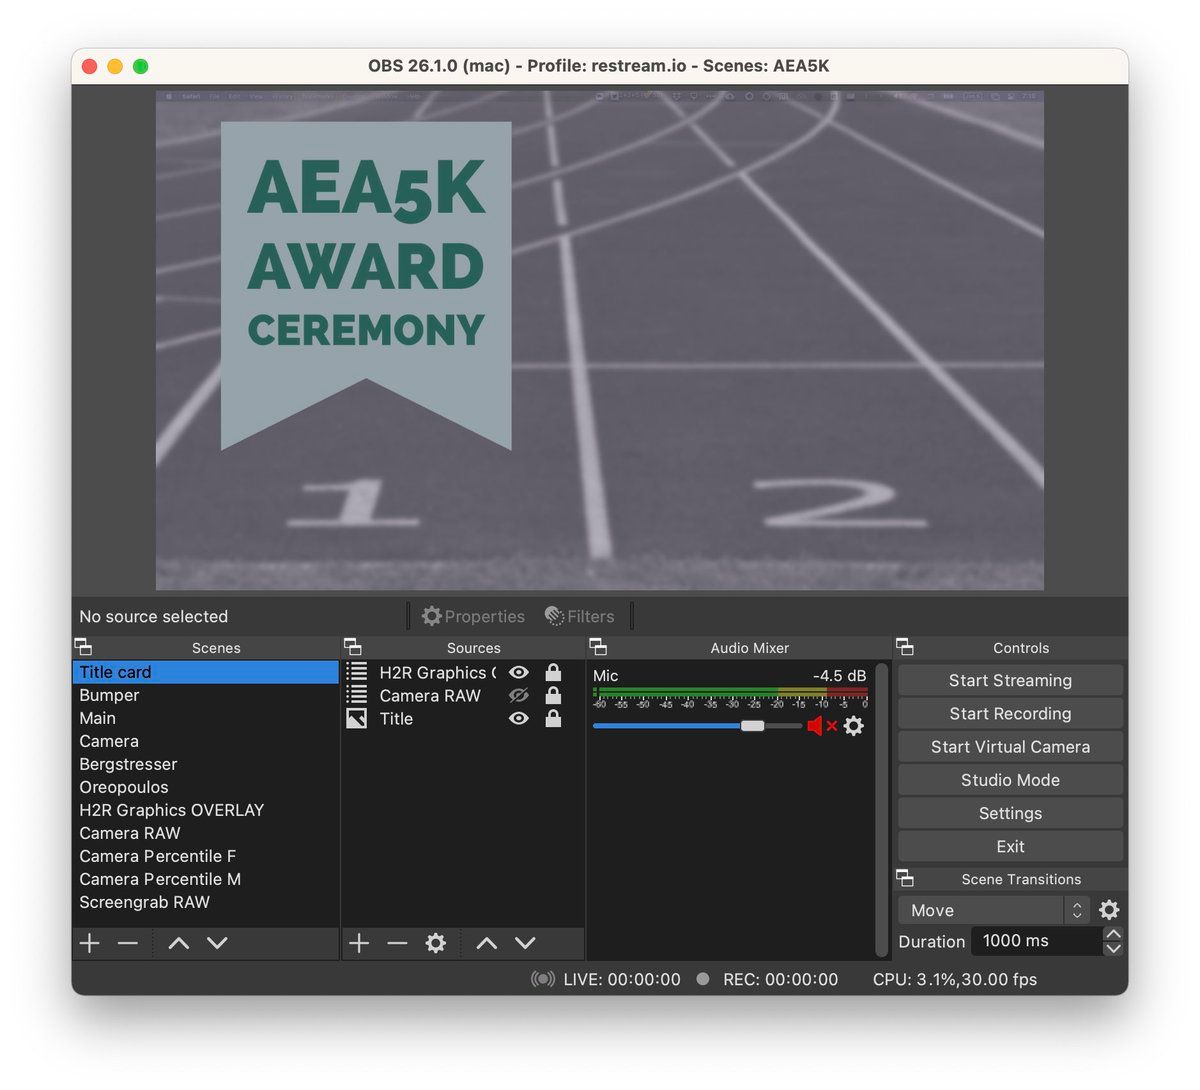 OBS 26.1.0 (mac) - Profile: restream.io - Scenes: AEA5K
AEA5K
AWARD
CEREMONY
1 2
No source selected
Properties
Filters
Scenes
Title card
Bumper
Main
Camera
Bergstresser
Oreopoulos
H2R Graphics OVERLAY
Camera RAW
Camera Percentile F
Camera Percentile M
Screengrab RAW
Sources
H2R Graphics
Camera RAW
Title
Audio Mixer
Mic -4.5 dB
-60 -55 -50 -45 -40 -35 -30 -25 -20 -15 -10 -5 0
Controls
Start Streaming
Start Recording
Start Virtual Camera
Studio Mode
Settings
Exit
Scene Transitions
Move
Duration 1000 ms
LIVE: 00:00:00 REC: 00:00:00 CPU: 3.1%,30.00 fps